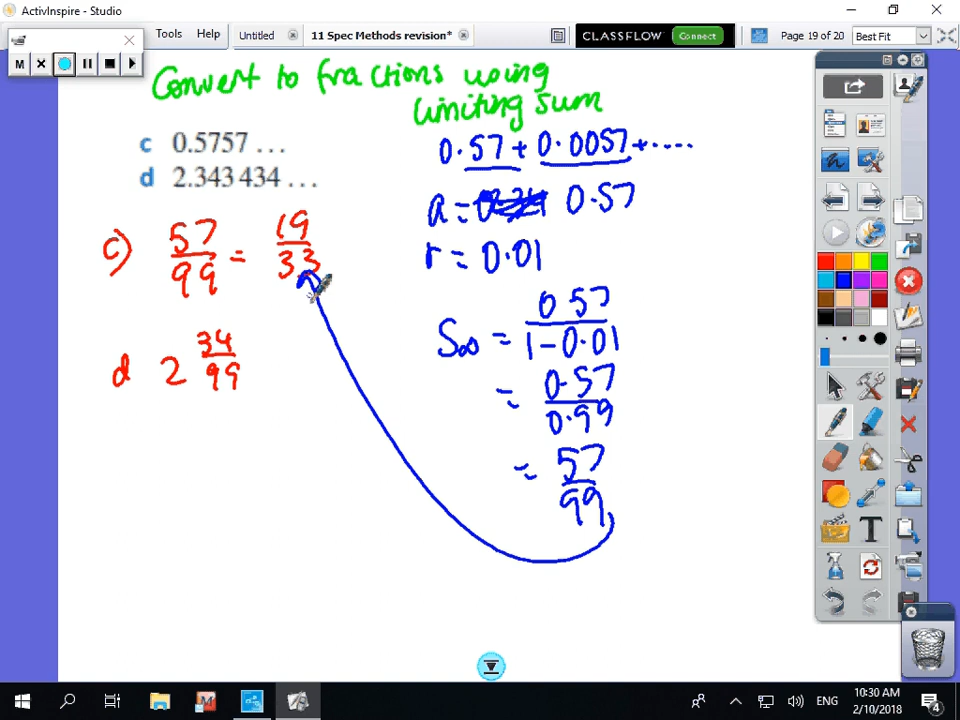 ActivInspire - Studio
Tools Help Untitled 11 Spec Methods revision* CLASSFLOW Connect Page 19 of 20 Best Fit
M
Convert to fractions using
limiting sum
c 0.5757 ...
d 2.343 434 ...
0.57 + 0.0057 + ....
a = 0.57
r = 0.01
c) 57/99 = 19/33
S∞ = 0.57/1 - 0.01
= 0.57/0.99
= 57/99
d 2 34/99
T
ENG
10:30 AM
2/10/2018
4